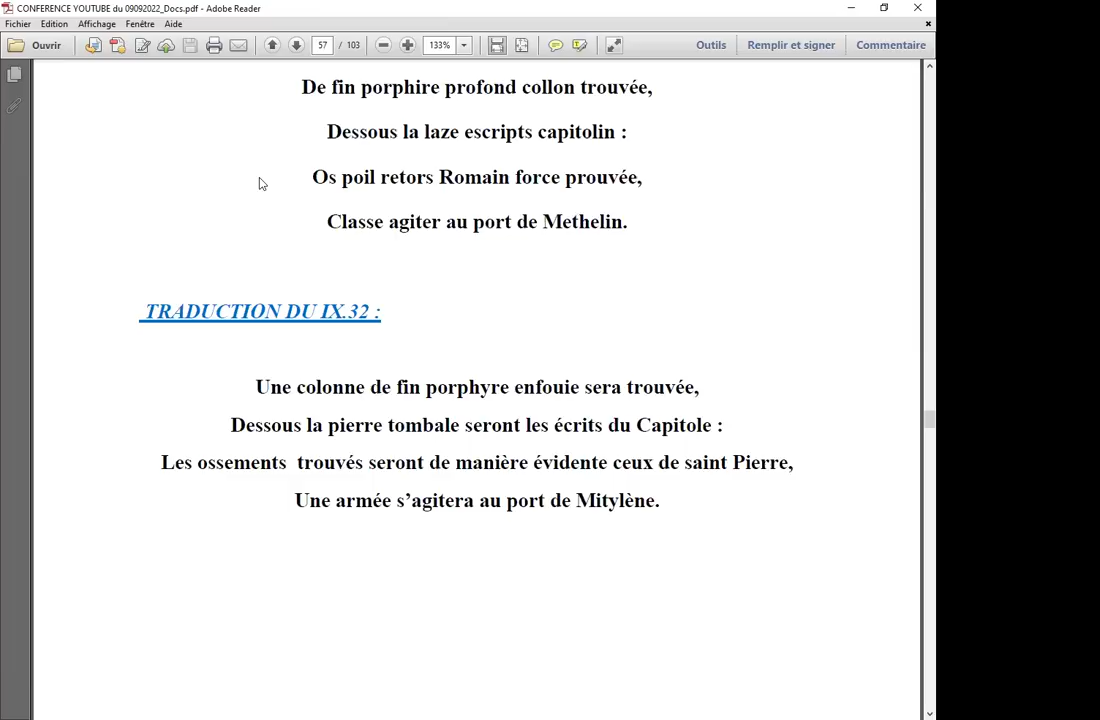 CONFERENCE YOUTUBE du 09092022_Docs.pdf - Adobe Reader
Fichier Edition Affichage Fenêtre Aide
Ouvrir 57 / 103 133% Outils Remplir et signer Commentaire
De fin porphire profond collon trouvée,
Dessous la laze escripts capitolin :
Os poil retors Romain force prouvée,
Classe agiter au port de Methelin.
TRADUCTION DU IX.32 :
Une colonne de fin porphyre enfouie sera trouvée,
Dessous la pierre tombale seront les écrits du Capitole :
Les ossements trouvés seront de manière évidente ceux de saint Pierre,
Une armée s’agitera au port de Mitylène.